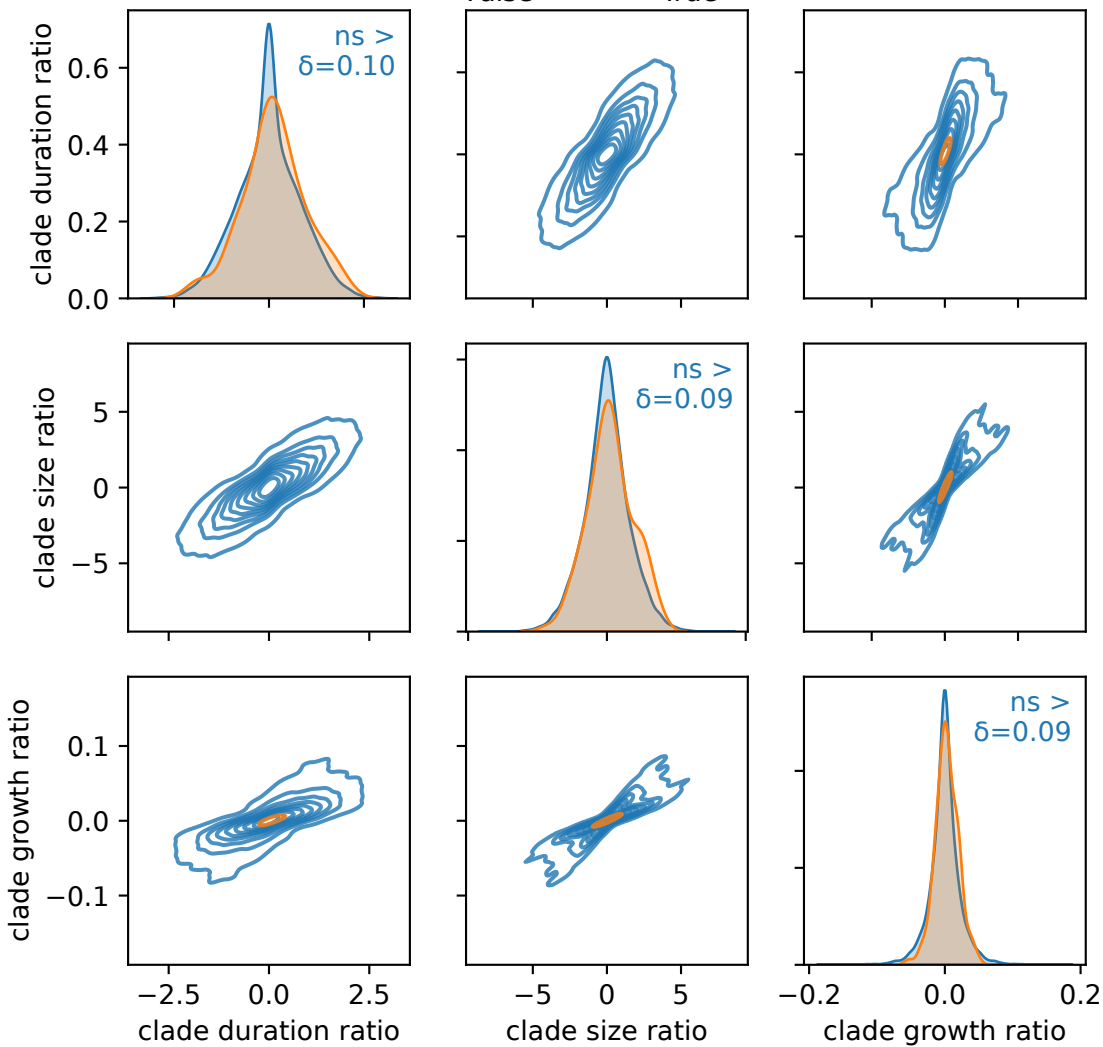 clade duration ratio
0.6
0.4
0.2
0.0
ns >
δ=0.10
clade size ratio
5
0
−5
ns >
δ=0.09
clade growth ratio
0.1
0.0
−0.1
ns >
δ=0.09
−2.5 0.0 2.5
−5 0 5
−0.2 0.0 0.2
clade duration ratio
clade size ratio
clade growth ratio